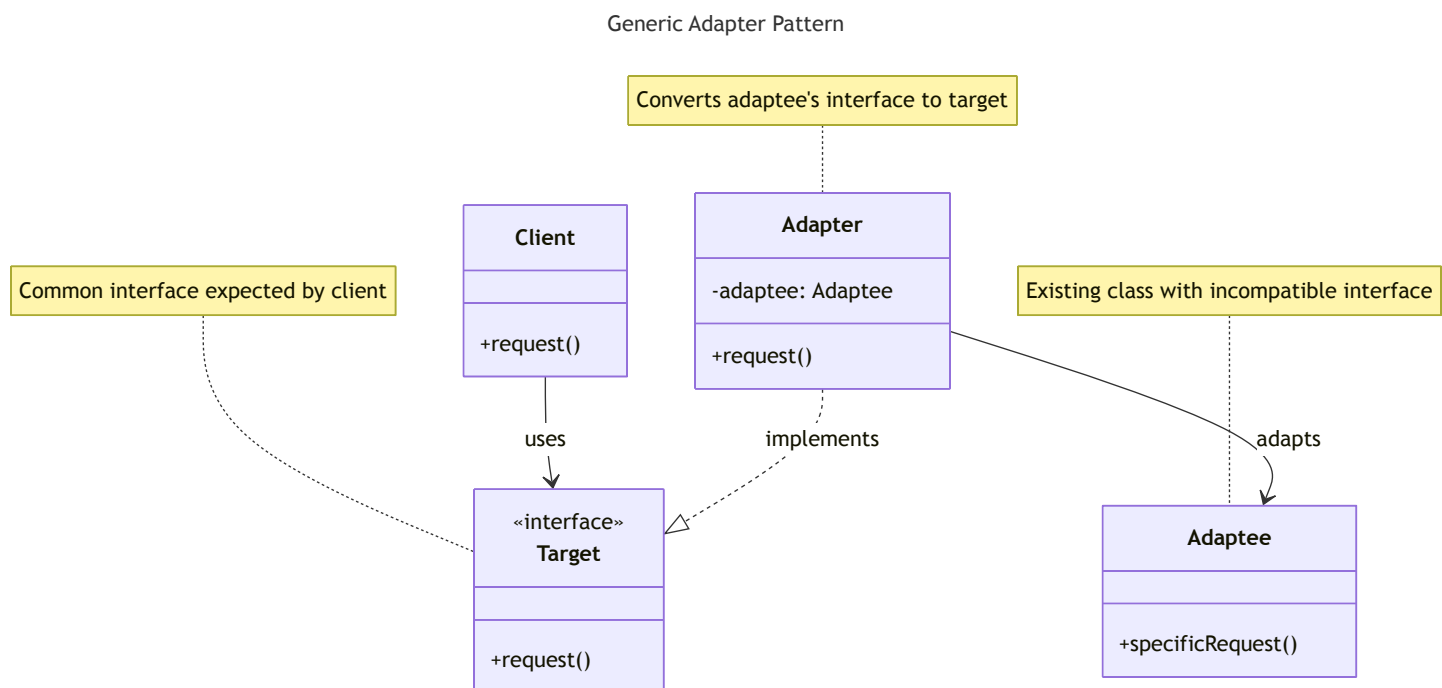 Generic Adapter Pattern
Converts adaptee's interface to target
Client
+request()
Adapter
-adaptee: Adaptee
+request()
Common interface expected by client
Existing class with incompatible interface
uses
implements
adapts
«interface»
Target
+request()
Adaptee
+specificRequest()